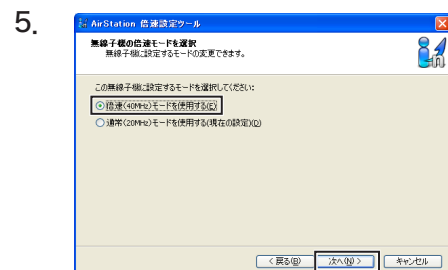 5.
AirStation 倍速設定ツール
無線子機の倍速モードを選択
無線子機に設定するモードの変更できます。
この無線子機に設定するモードを選択してください:
倍速(40MHz)モードを使用する(E)
通常(20MHz)モードを使用する(現在の設定)(D)
< 戻る(B) 次へ(N) > キャンセル